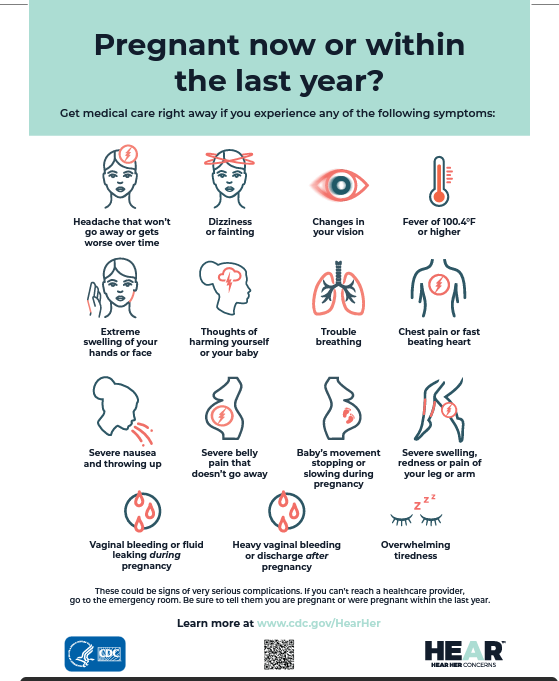 Pregnant now or within
the last year?
Get medical care right away if you experience any of the following symptoms:
Headache that won't
go away or gets
worse over time
Dizziness
or fainting
Changes in
your vision
Fever of 100.4°F
or higher
Extreme
swelling of your
hands or face
Thoughts of
harming yourself
or your baby
Trouble
breathing
Chest pain or fast
beating heart
Severe nausea
and throwing up
Severe belly
pain that
doesn't go away
Baby's movement
stopping or
slowing during
pregnancy
Severe swelling,
redness or pain of
your leg or arm
Vaginal bleeding or fluid
leaking during
pregnancy
Heavy vaginal bleeding
or discharge after
pregnancy
z z z
Overwhelming
tiredness
These could be signs of very serious complications. If you can't reach a healthcare provider,
go to the emergency room. Be sure to tell them you are pregnant or were pregnant within the last year.
Learn more at www.cdc.gov/HearHer
CDC
HEAR™
HEAR HER CONCERNS